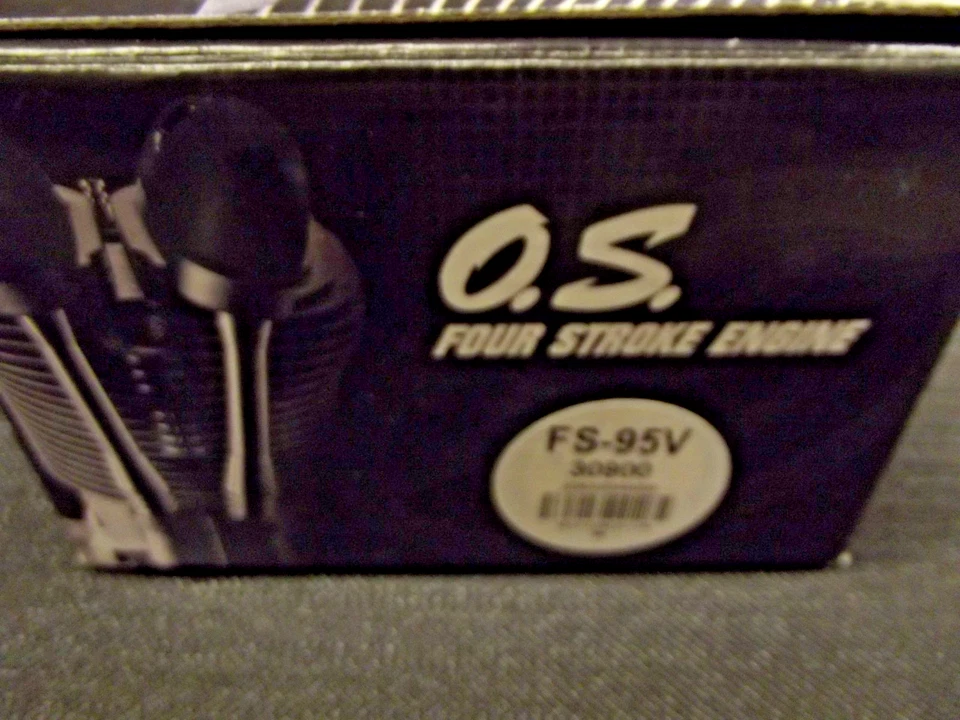 O.S.
FOUR STROKE ENGINE
FS-95V
30900